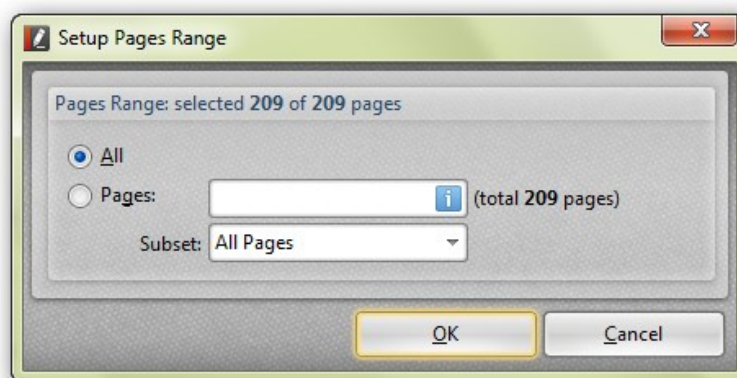 Setup Pages Range
Pages Range: selected 209 of 209 pages
All
Pages: (total 209 pages)
Subset: All Pages
OK Cancel